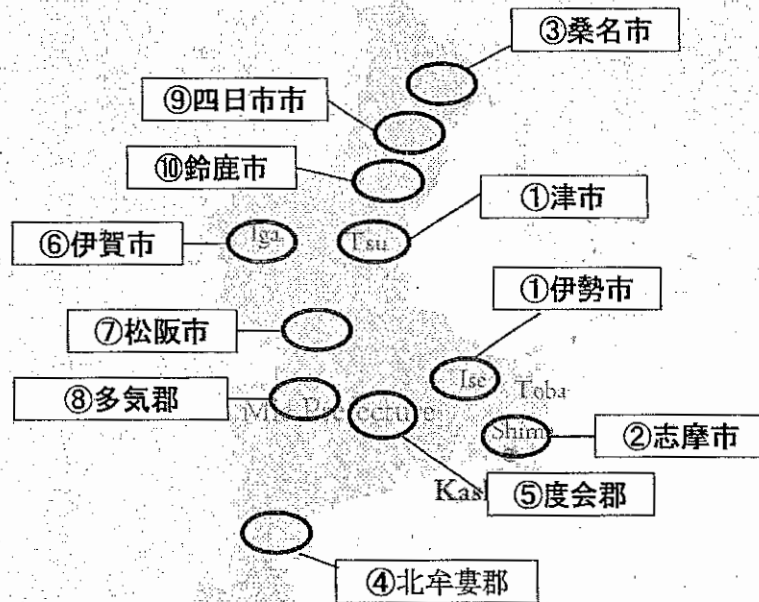 ③桑名市
⑨四日市市
⑩鈴鹿市
①津市
⑥伊賀市
Iga
Tsu
①伊勢市
⑦松阪市
Ise
Toba
⑧多気郡
Prefecture
Shima
②志摩市
⑤度会郡
④北牟婁郡